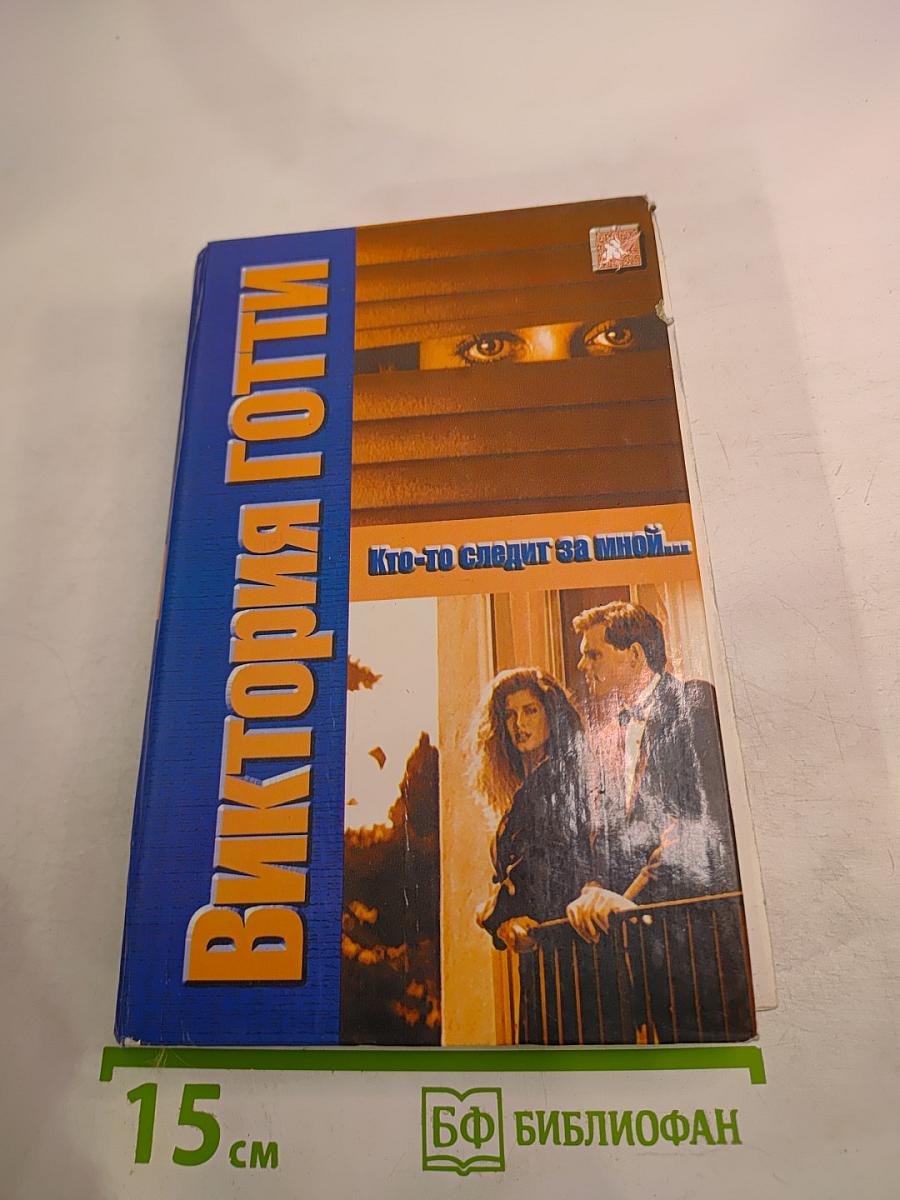 Виктория ГОТТИ
Кто-то следит за мной...
15 см
БФ БИБЛИОФАН